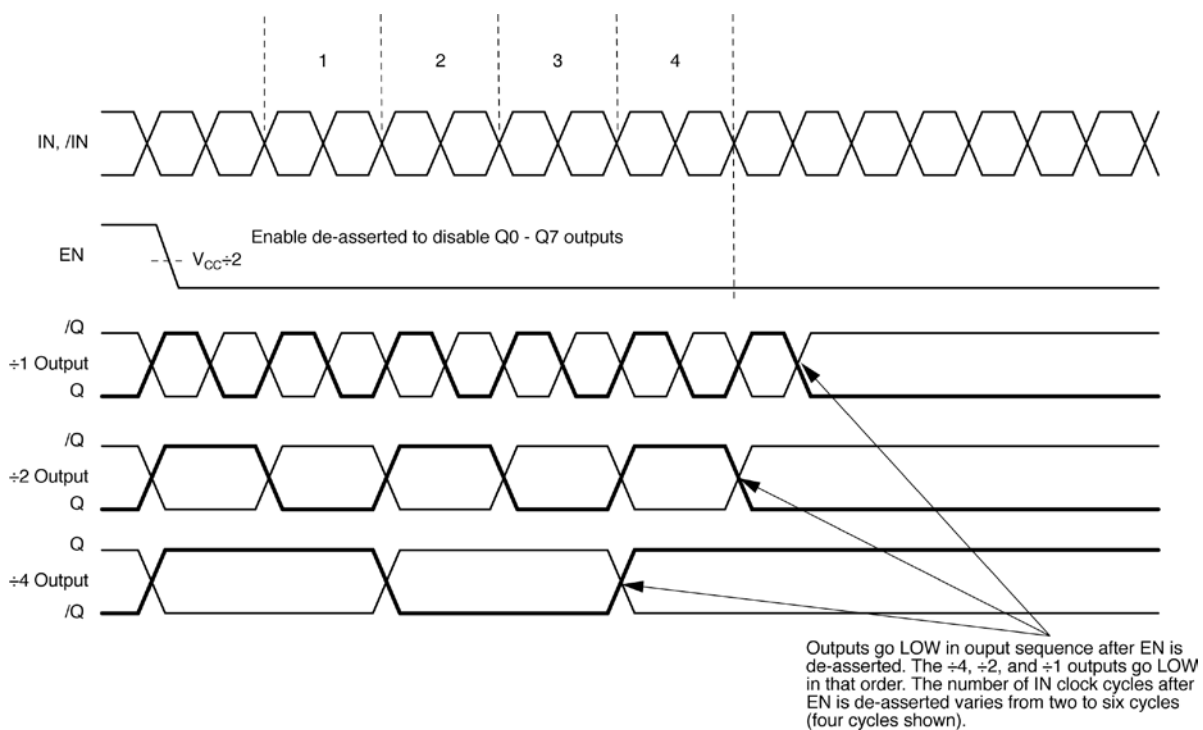 1
2
3
4
IN, /IN
EN
Enable de-asserted to disable Q0 - Q7 outputs
VCC÷2
/Q
÷1 Output
Q
/Q
÷2 Output
Q
Q
÷4 Output
/Q
Outputs go LOW in ouput sequence after EN is
de-asserted. The ÷4, ÷2, and ÷1 outputs go LOW
in that order. The number of IN clock cycles after
EN is de-asserted varies from two to six cycles
(four cycles shown).